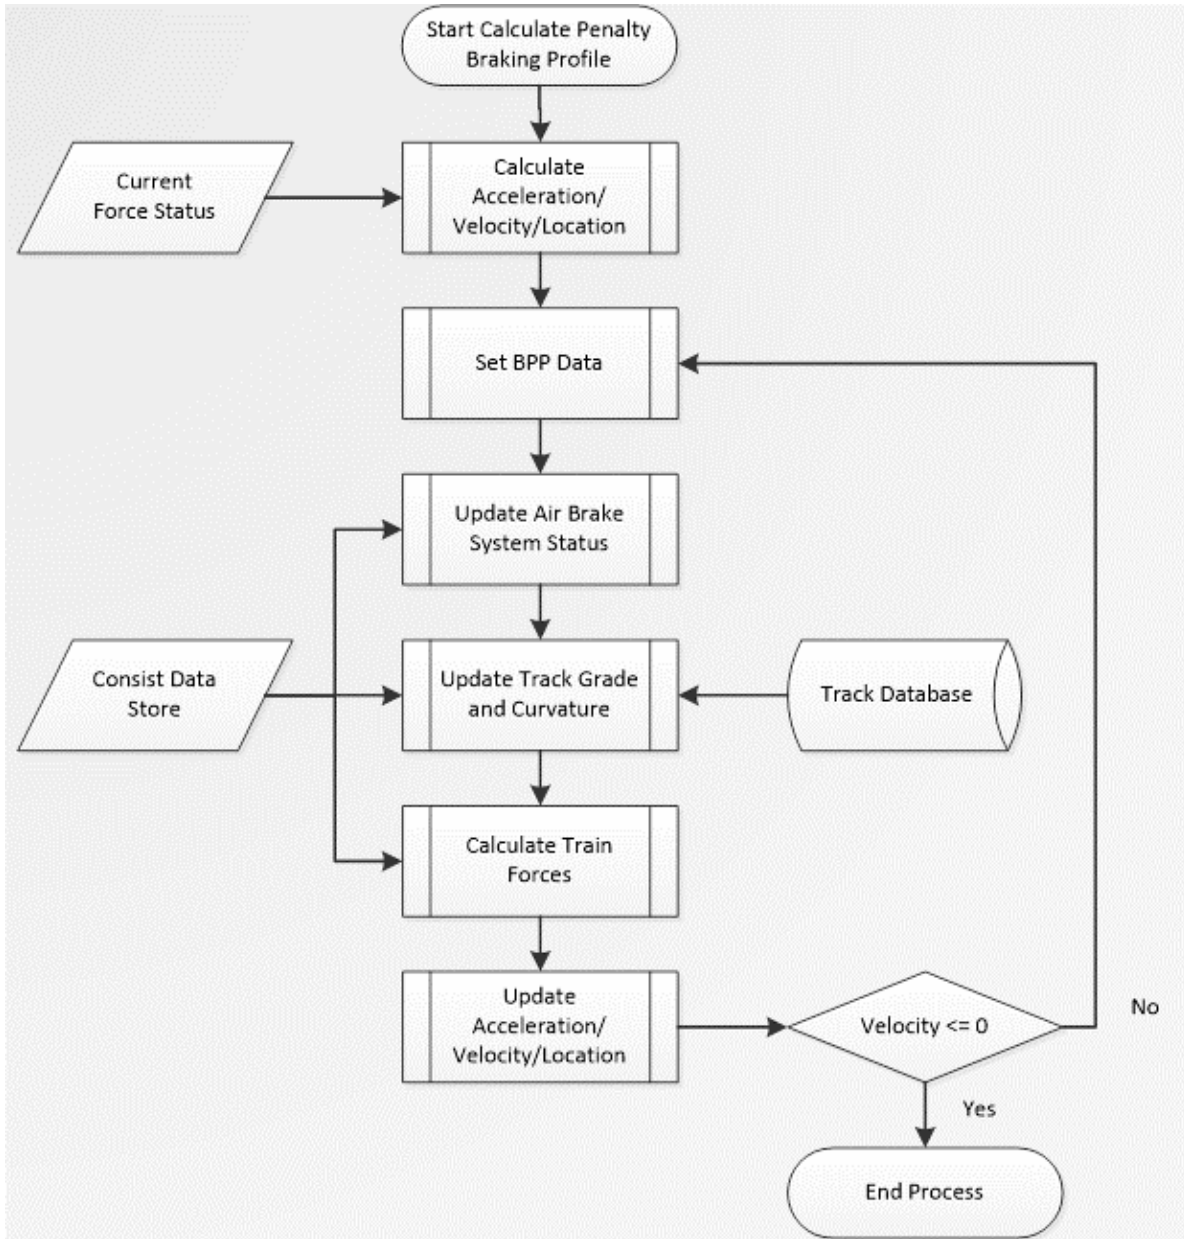 Start Calculate Penalty
Braking Profile
Calculate
Acceleration/
Velocity/Location
Current
Force Status
Set BPP Data
Update Air Brake
System Status
Consist Data
Store
Update Track Grade
and Curvature
Track Database
Calculate Train
Forces
Update
Acceleration/
Velocity/Location
Velocity <= 0
No
Yes
End Process